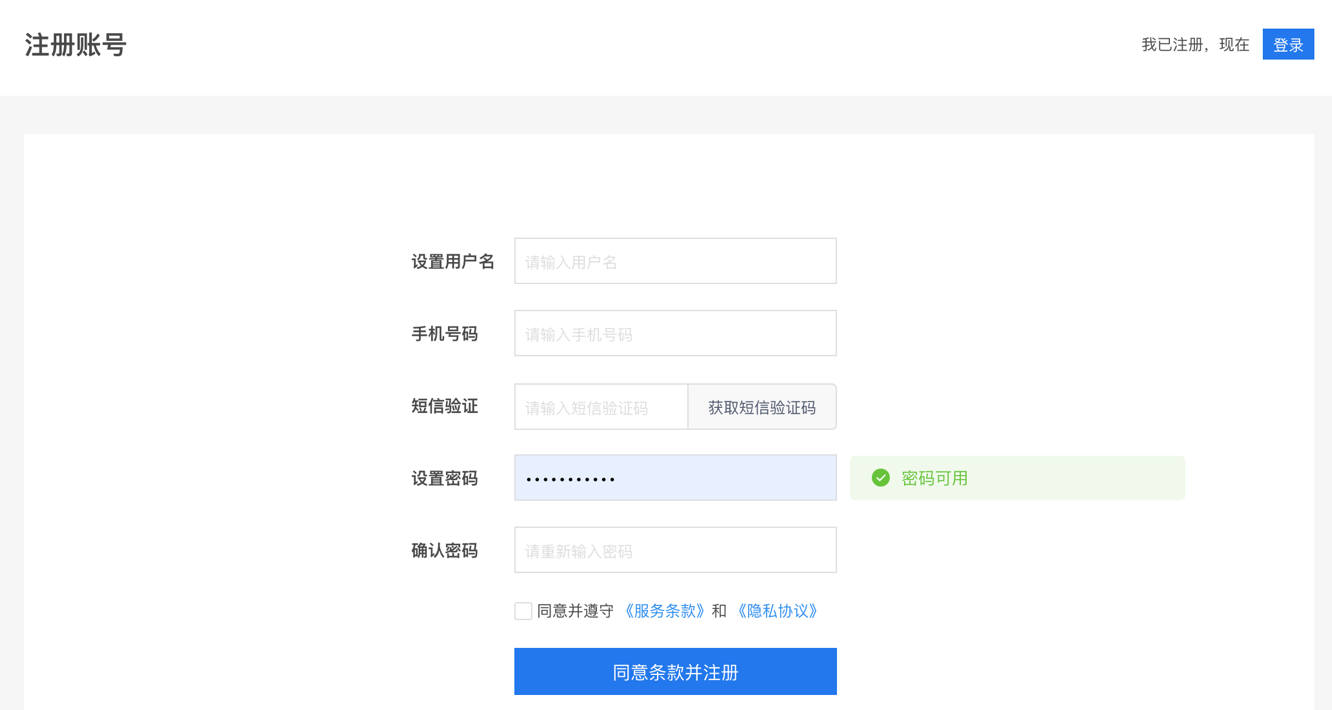 注册账号
我已注册，现在 登录
设置用户名 请输入用户名
手机号码 请输入手机号码
短信验证 请输入短信验证码 获取短信验证码
设置密码 ••••••••••• 密码可用
确认密码 请重新输入密码
同意并遵守 《服务条款》和 《隐私协议》
同意条款并注册